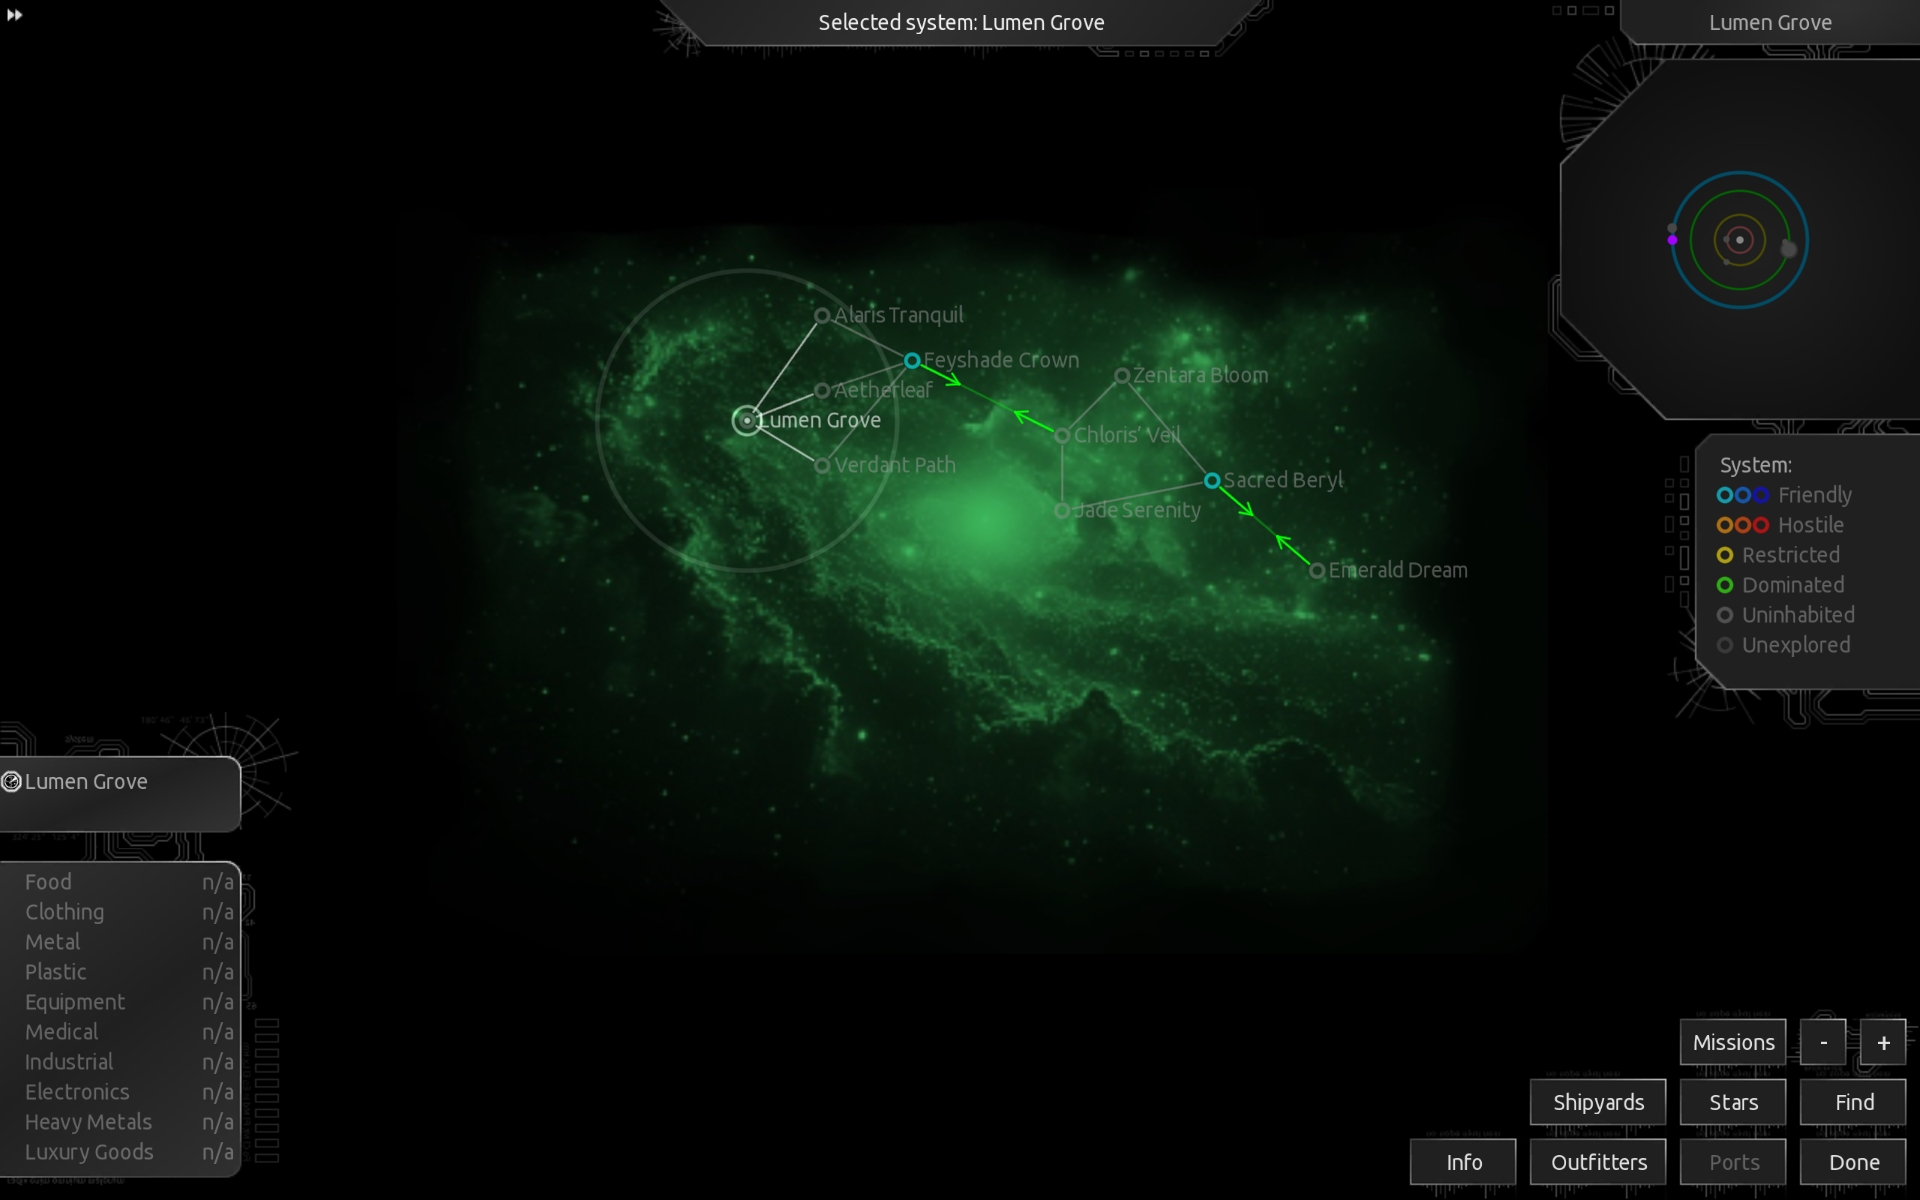 Selected system: Lumen Grove
Lumen Grove
Alaris Tranquil
Feyshade Crown
Zentara Bloom
Aetherleaf
Lumen Grove
Chloris' Veil
Verdant Path
Sacred Beryl
Jade Serenity
Emerald Dream
System:
Friendly
Hostile
Restricted
Dominated
Uninhabited
Unexplored
Lumen Grove
Food n/a
Clothing n/a
Metal n/a
Plastic n/a
Equipment n/a
Medical n/a
Industrial n/a
Electronics n/a
Heavy Metals n/a
Luxury Goods n/a
Missions - +
Shipyards Stars Find
Info Outfitters Ports Done